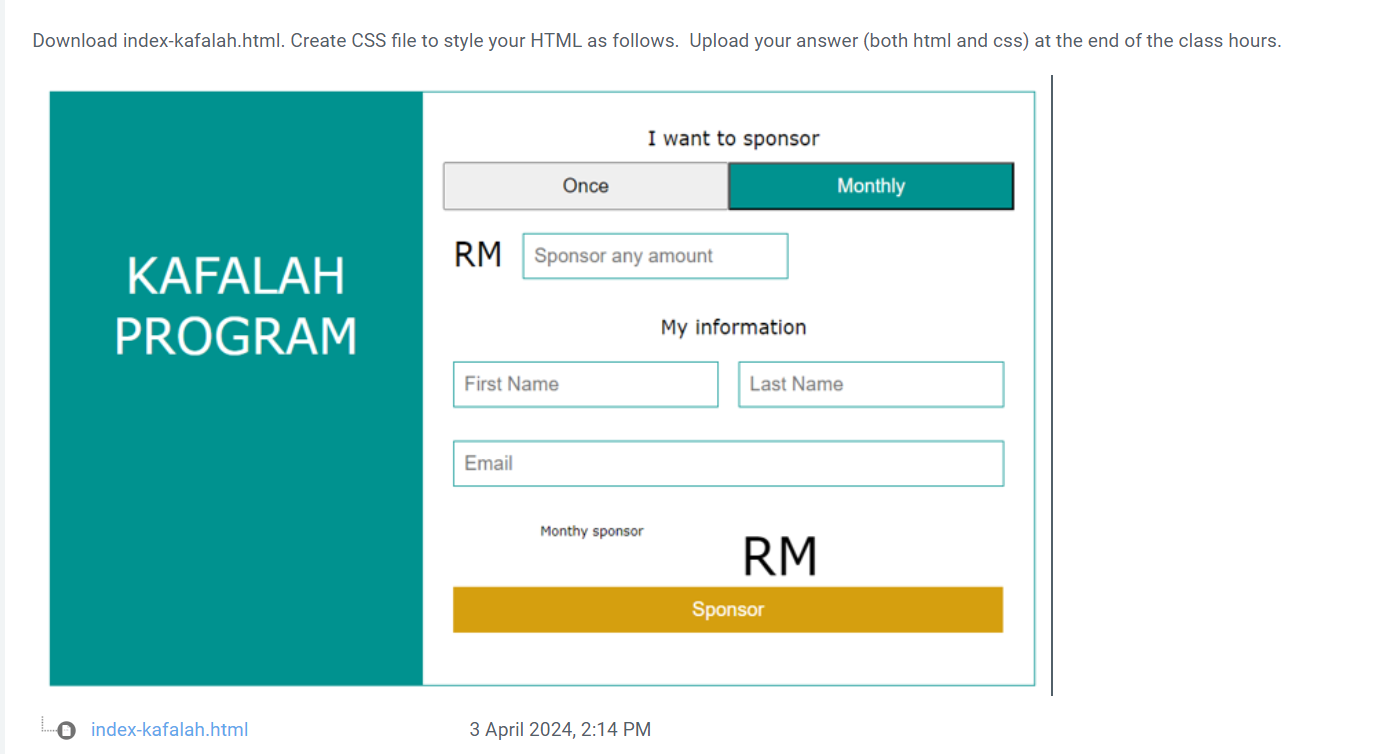 Download index-kafalah.html. Create CSS file to style your HTML as follows.  Upload your answer (both html and css) at the end of the class hours.
I want to sponsor
Once Monthly
KAFALAH
PROGRAM
RM Sponsor any amount
My information
First Name Last Name
Email
Monthy sponsor RM
Sponsor
index-kafalah.html 3 April 2024, 2:14 PM